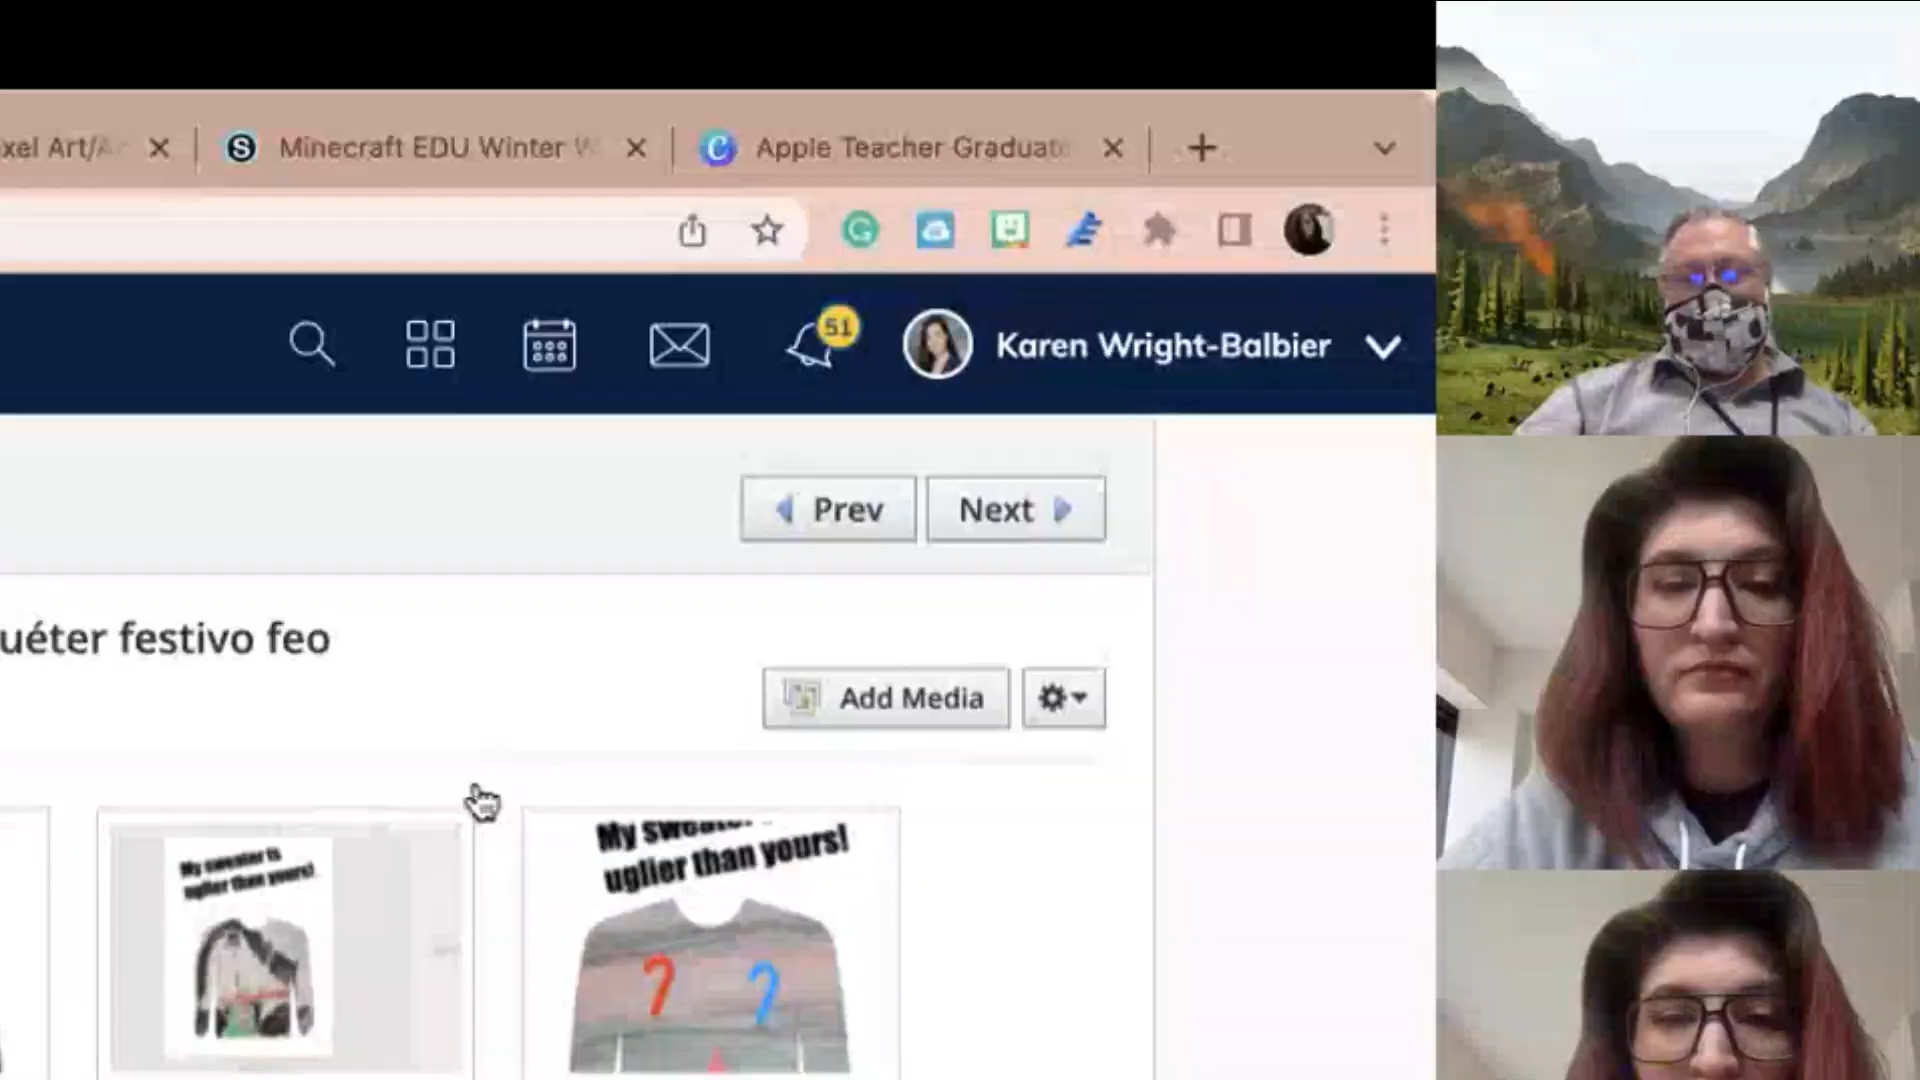 xel Art/A
Minecraft EDU Winter W
Apple Teacher Graduat
51
Karen Wright-Balbier
Prev
Next
uéter festivo feo
Add Media
My sweater is
uglier than yours!
My sweater
uglier than yours!